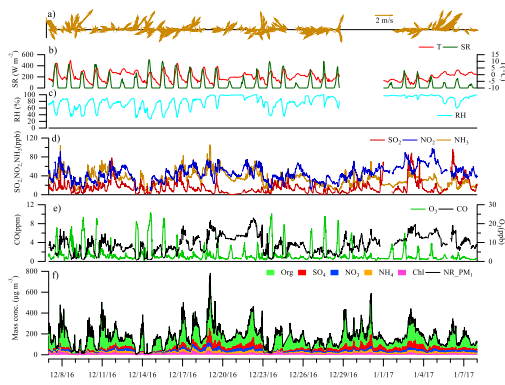 a)
2 m/s
b)
T SR
SR (W m⁻²)
600
400
200
0
15
10
5
0
-5
-10
c)
RH (%)
100
80
60
40
20
0
RH
d)
SO₂,NO₂,NH₃(ppb)
120
80
40
0
SO₂ NO₂ NH₃
e)
CO(ppm)
12
8
4
0
O₃ CO
30
20
10
0
O₃(ppb)
f)
Mass conc. (µg m⁻³)
800
600
400
200
0
Org SO₄ NO₃ NH₄ Chl NR_PM₁
12/8/16 12/11/16 12/14/16 12/17/16 12/20/16 12/23/16 12/26/16 12/29/16 1/1/17 1/4/17 1/7/17